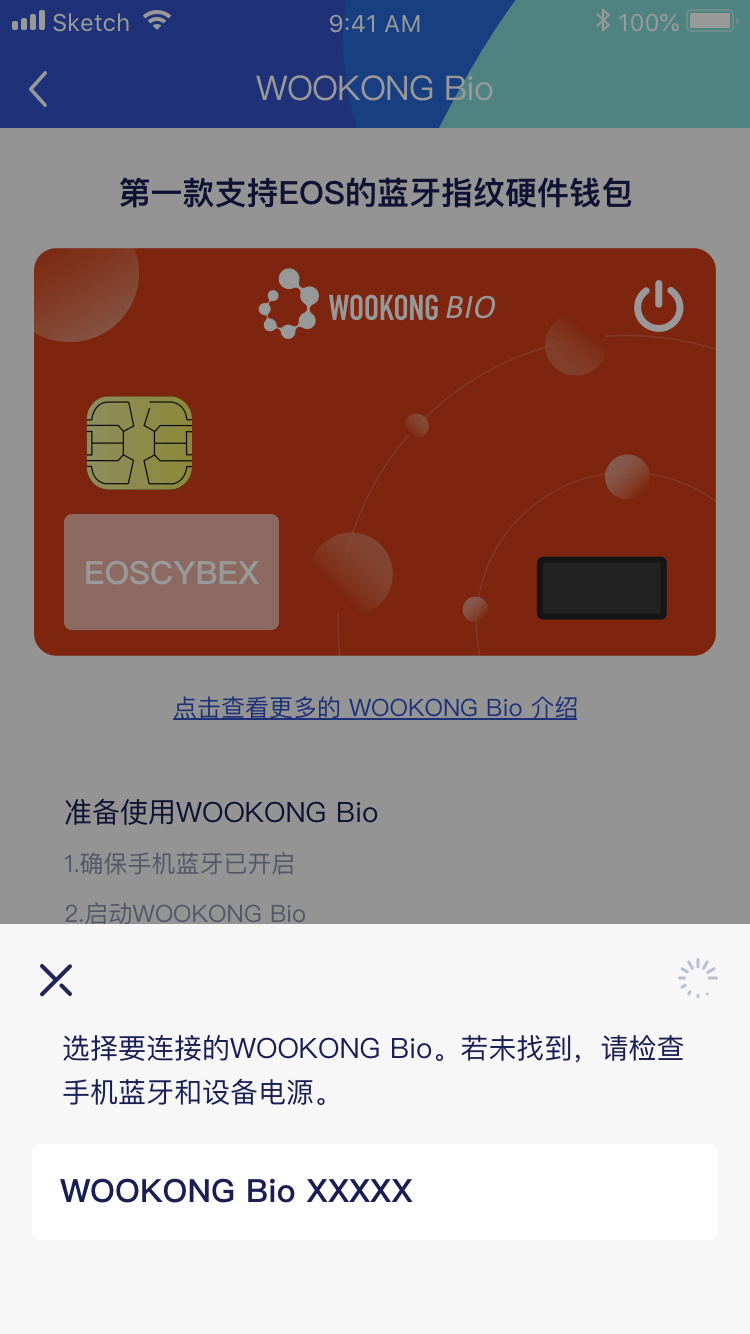 Sketch 9:41 AM 100%
WOOKONG Bio
第一款支持EOS的蓝牙指纹硬件钱包
WOOKONG BIO
EOSCYBEX
点击查看更多的 WOOKONG Bio 介绍
准备使用WOOKONG Bio
1.确保手机蓝牙已开启
2.启动WOOKONG Bio
选择要连接的WOOKONG Bio。若未找到，请检查
手机蓝牙和设备电源。
WOOKONG Bio XXXXX